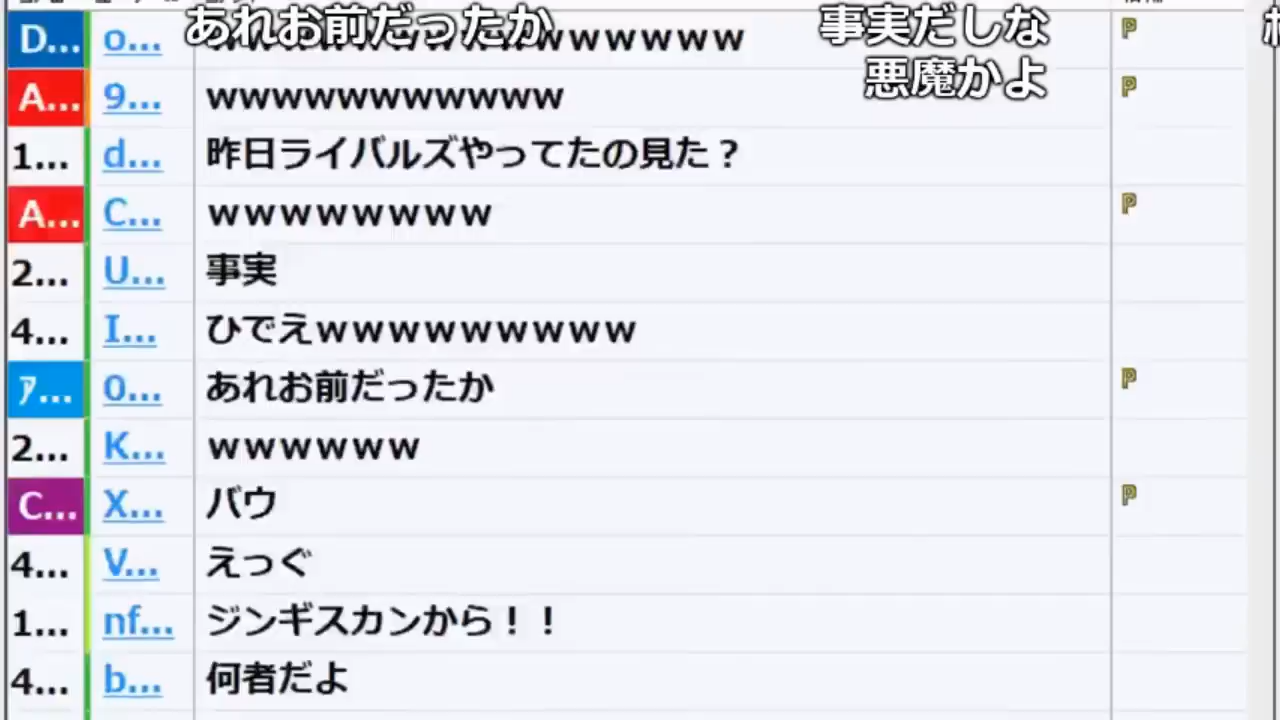 D... o... wwwwwwwwwwwwwww P
あれお前だったか
事実だしな
悪魔かよ
A... 9... wwwwwwwwwww P
1... d... 昨日ライバルズやってたの見た？
A... C... wwwwwwww P
2... U... 事実
4... I... ひでえwwwwwwwww
ｱ... 0... あれお前だったか P
2... K... wwwwww
C... X... バウ P
4... V... えっぐ
1... nf... ジンギスカンから！！
4... b... 何者だよ